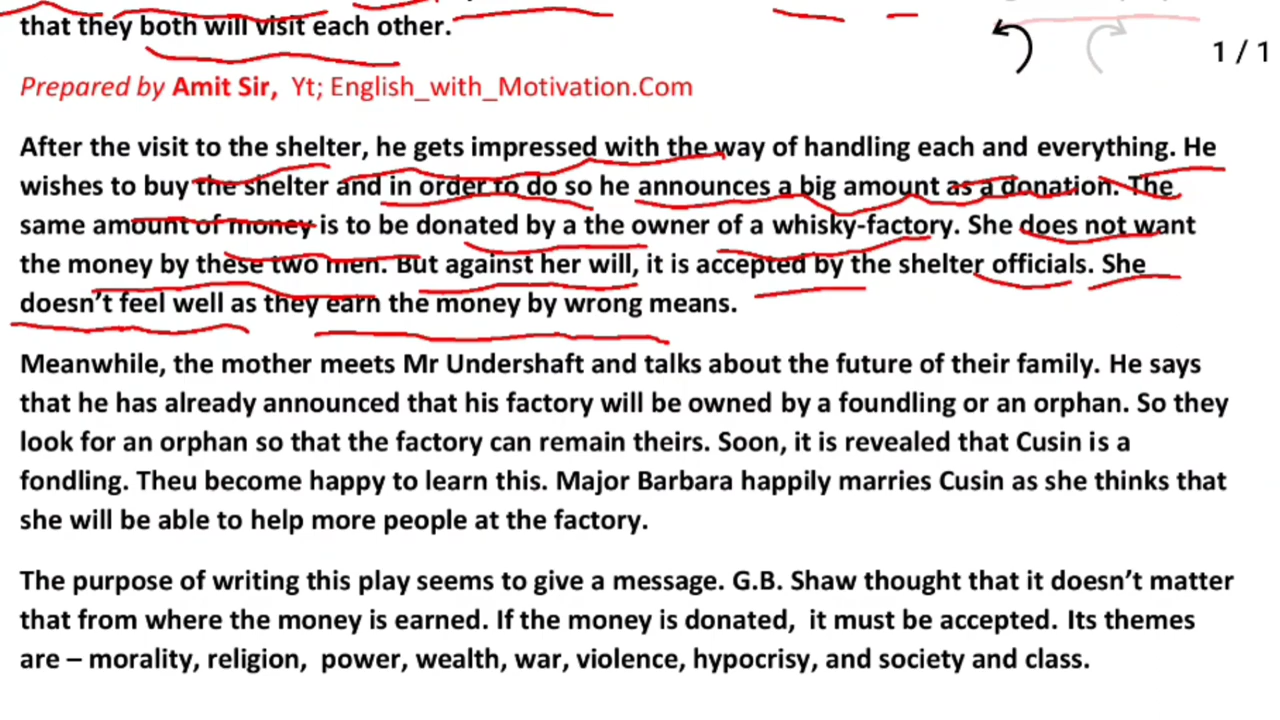 that they both will visit each other.
1 / 1
Prepared by Amit Sir, Yt; English_with_Motivation.Com
After the visit to the shelter, he gets impressed with the way of handling each and everything. He
wishes to buy the shelter and in order to do so he announces a big amount as a donation. The
same amount of money is to be donated by a the owner of a whisky-factory. She does not want
the money by these two men. But against her will, it is accepted by the shelter officials. She
doesn't feel well as they earn the money by wrong means.
Meanwhile, the mother meets Mr Undershaft and talks about the future of their family. He says
that he has already announced that his factory will be owned by a foundling or an orphan. So they
look for an orphan so that the factory can remain theirs. Soon, it is revealed that Cusin is a
fondling. Theu become happy to learn this. Major Barbara happily marries Cusin as she thinks that
she will be able to help more people at the factory.
The purpose of writing this play seems to give a message. G.B. Shaw thought that it doesn't matter
that from where the money is earned. If the money is donated, it must be accepted. Its themes
are – morality, religion, power, wealth, war, violence, hypocrisy, and society and class.